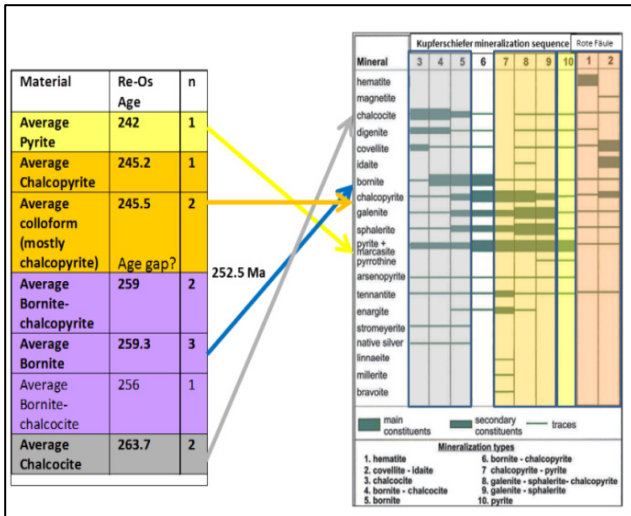 Material Re-Os Age n
Average Pyrite 242 1
Average Chalcopyrite 245.2 1
Average colloform (mostly chalcopyrite) 245.5 2
Age gap?
Average Bornite-chalcopyrite 259 2
Average Bornite 259.3 3
Average Bornite-chalcocite 256 1
Average Chalcocite 263.7 2
252.5 Ma
Kupferschiefer mineralization sequence Rote Fäule
Mineral 3 4 5 6 7 8 9 10 1 2
hematite
magnetite
chalcocite
digenite
covellite
idaite
bornite
chalcopyrite
galenite
sphalerite
pyrite +
marcasite
pyrrothine
arsenopyrite
tennantite
enargite
stromeyerite
native silver
linnaeite
millerite
bravoite
main constituents
secondary constituents
traces
Mineralization types
1. hematite
2. covellite - idaite
3. chalcocite
4. bornite - chalcocite
5. bornite
6. bornite - chalcopyrite
7 chalcopyrite - pyrite
8. galenite - sphalerite- chalcopyrite
9. galenite - sphalerite
10. pyrite